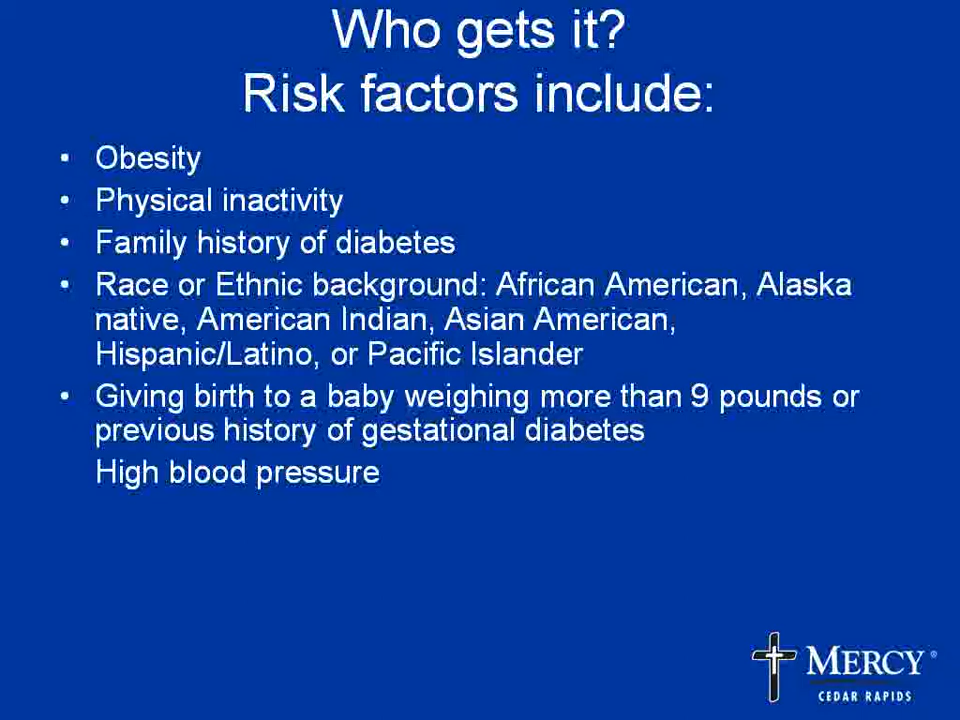 Who gets it?
Risk factors include:
• Obesity
• Physical inactivity
• Family history of diabetes
• Race or Ethnic background: African American, Alaska
native, American Indian, Asian American,
Hispanic/Latino, or Pacific Islander
• Giving birth to a baby weighing more than 9 pounds or
previous history of gestational diabetes
High blood pressure
MERCY®
CEDAR RAPIDS